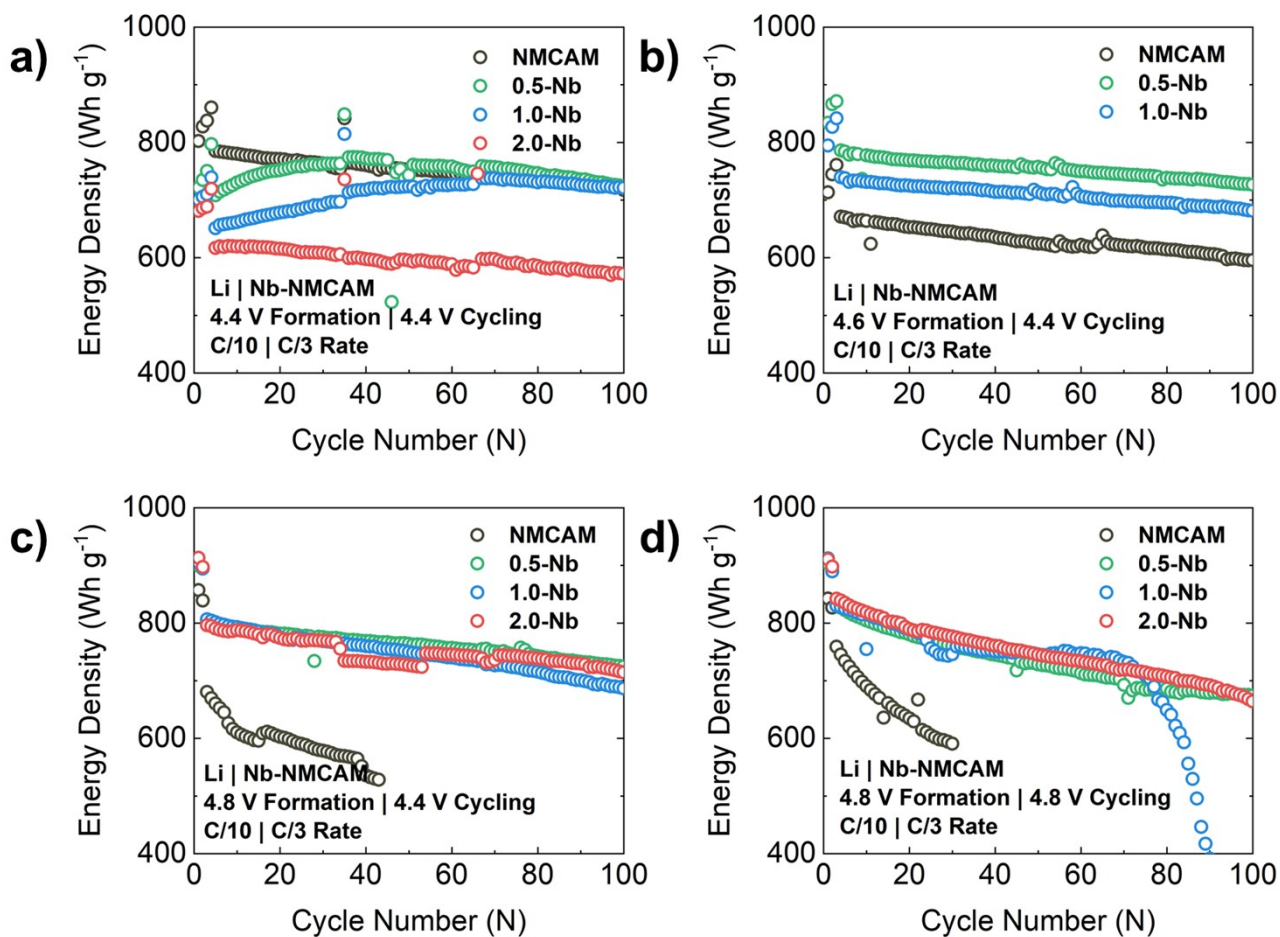 a)
1000
800
600
400
Energy Density (Wh g⁻¹)
NMCAM
0.5-Nb
1.0-Nb
2.0-Nb
Li | Nb-NMCAM
4.4 V Formation | 4.4 V Cycling
C/10 | C/3 Rate
0 20 40 60 80 100
Cycle Number (N)
b)
1000
800
600
400
Energy Density (Wh g⁻¹)
NMCAM
0.5-Nb
1.0-Nb
Li | Nb-NMCAM
4.6 V Formation | 4.4 V Cycling
C/10 | C/3 Rate
0 20 40 60 80 100
Cycle Number (N)
c)
1000
800
600
400
Energy Density (Wh g⁻¹)
NMCAM
0.5-Nb
1.0-Nb
2.0-Nb
Li | Nb-NMCAM
4.8 V Formation | 4.4 V Cycling
C/10 | C/3 Rate
0 20 40 60 80 100
Cycle Number (N)
d)
1000
800
600
400
Energy Density (Wh g⁻¹)
NMCAM
0.5-Nb
1.0-Nb
2.0-Nb
Li | Nb-NMCAM
4.8 V Formation | 4.8 V Cycling
C/10 | C/3 Rate
0 20 40 60 80 100
Cycle Number (N)